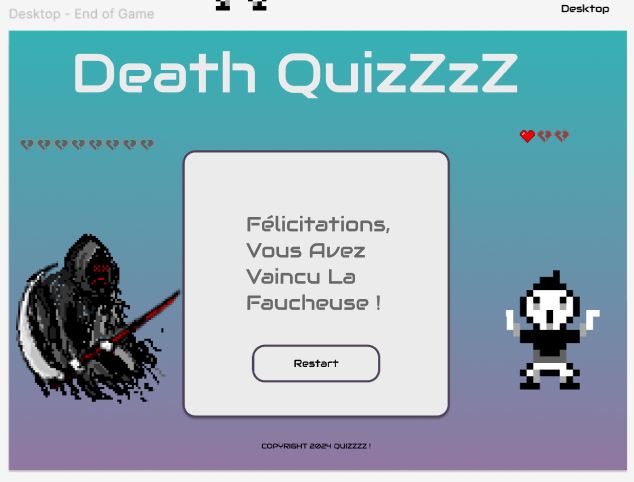 Desktop - End of Game
Desktop
Death QuizZzZ
Félicitations,
Vous Avez
Vaincu La
Faucheuse !
Restart
COPYRIGHT 2024 QUIZZZZ !